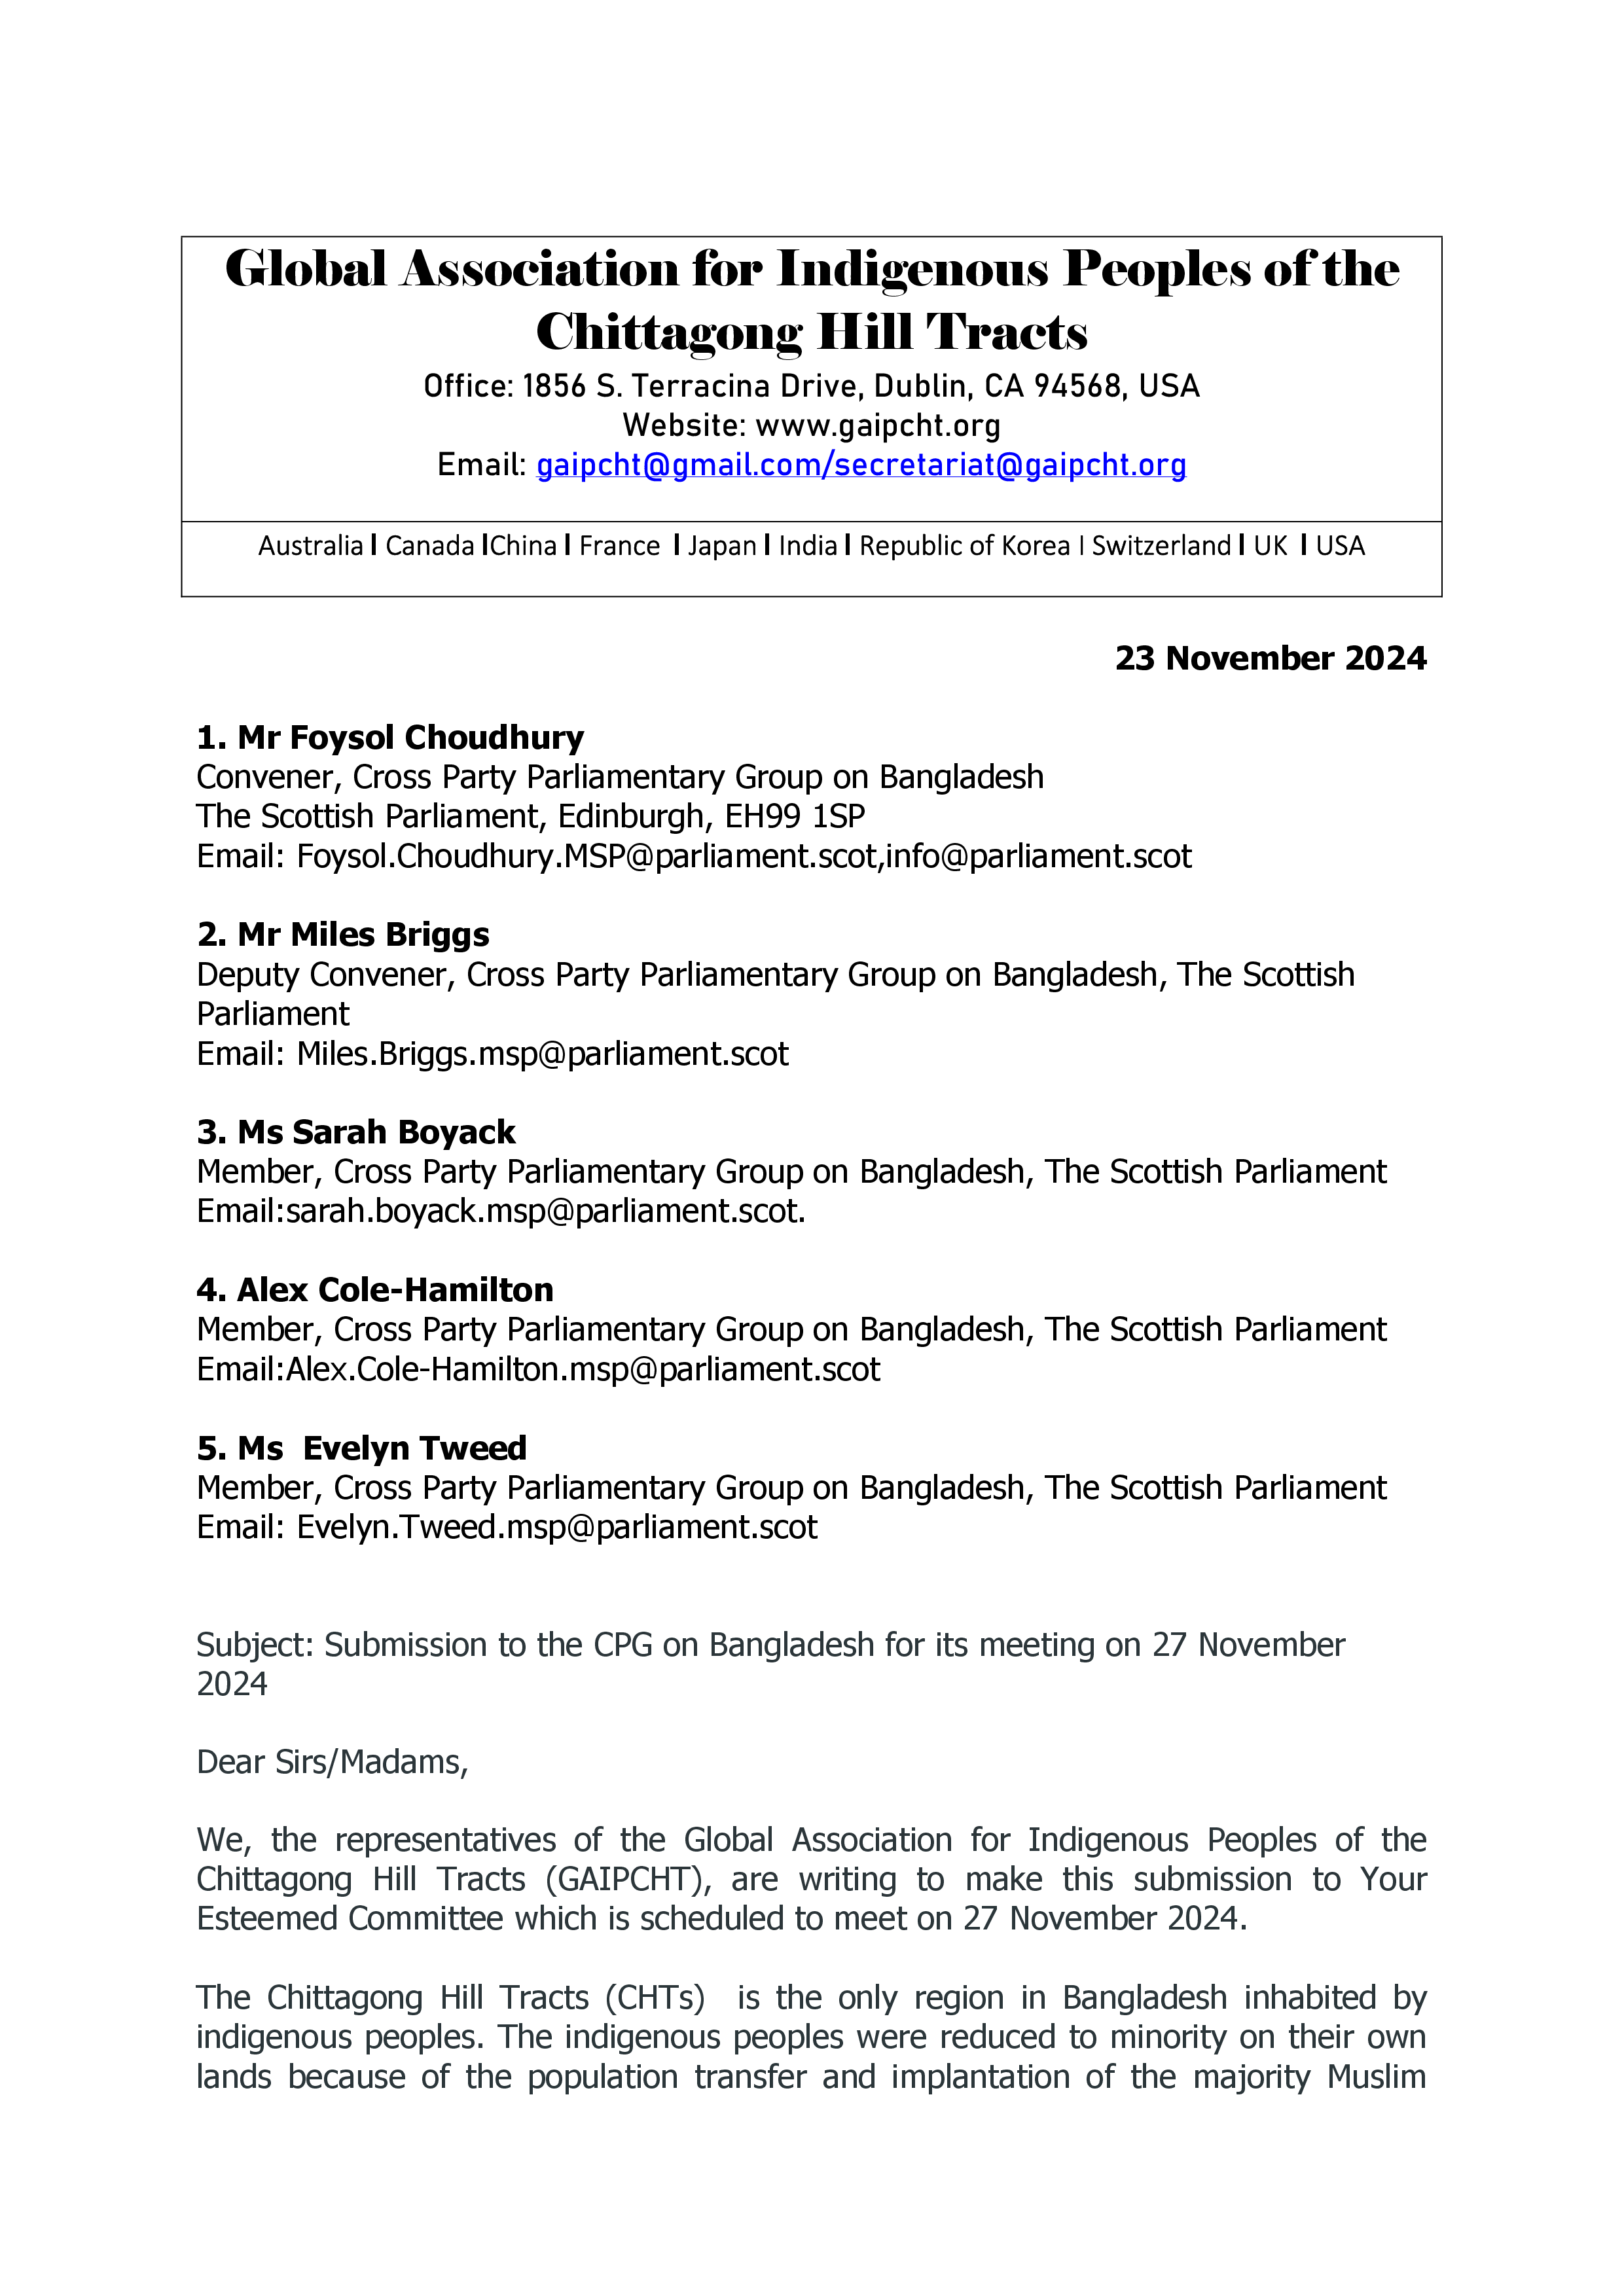 Global Association for Indigenous Peoples of the
Chittagong Hill Tracts
Office: 1856 S. Terracina Drive, Dublin, CA 94568, USA
Website: www.gaipcht.org
Email: gaipcht@gmail.com/secretariat@gaipcht.org
Australia l Canada lChina l France l Japan l India l Republic of Korea l Switzerland l UK l USA
23 November 2024
1. Mr Foysol Choudhury
Convener, Cross Party Parliamentary Group on Bangladesh
The Scottish Parliament, Edinburgh, EH99 1SP
Email: Foysol.Choudhury.MSP@parliament.scot,info@parliament.scot
2. Mr Miles Briggs
Deputy Convener, Cross Party Parliamentary Group on Bangladesh, The Scottish
Parliament
Email: Miles.Briggs.msp@parliament.scot
3. Ms Sarah Boyack
Member, Cross Party Parliamentary Group on Bangladesh, The Scottish Parliament
Email:sarah.boyack.msp@parliament.scot.
4. Alex Cole-Hamilton
Member, Cross Party Parliamentary Group on Bangladesh, The Scottish Parliament
Email:Alex.Cole-Hamilton.msp@parliament.scot
5. Ms  Evelyn Tweed
Member, Cross Party Parliamentary Group on Bangladesh, The Scottish Parliament
Email: Evelyn.Tweed.msp@parliament.scot
Subject: Submission to the CPG on Bangladesh for its meeting on 27 November
2024
Dear Sirs/Madams,
We, the representatives of the Global Association for Indigenous Peoples of the
Chittagong Hill Tracts (GAIPCHT), are writing to make this submission to Your
Esteemed Committee which is scheduled to meet on 27 November 2024.
The Chittagong Hill Tracts (CHTs)  is the only region in Bangladesh inhabited by
indigenous peoples. The indigenous peoples were reduced to minority on their own
lands because of the population transfer and implantation of the majority Muslim